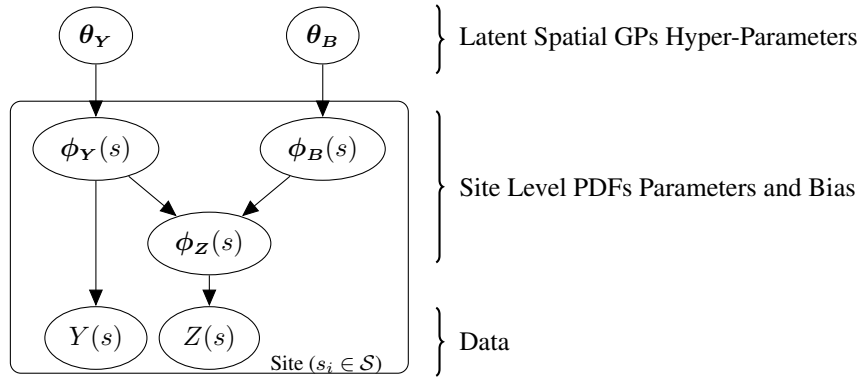 θ_Y θ_B Latent Spatial GPs Hyper-Parameters
ϕ_Y(s) ϕ_B(s)
Site Level PDFs Parameters and Bias
ϕ_Z(s)
Y(s) Z(s) Data
Site (s_i ∈ 𝒮)